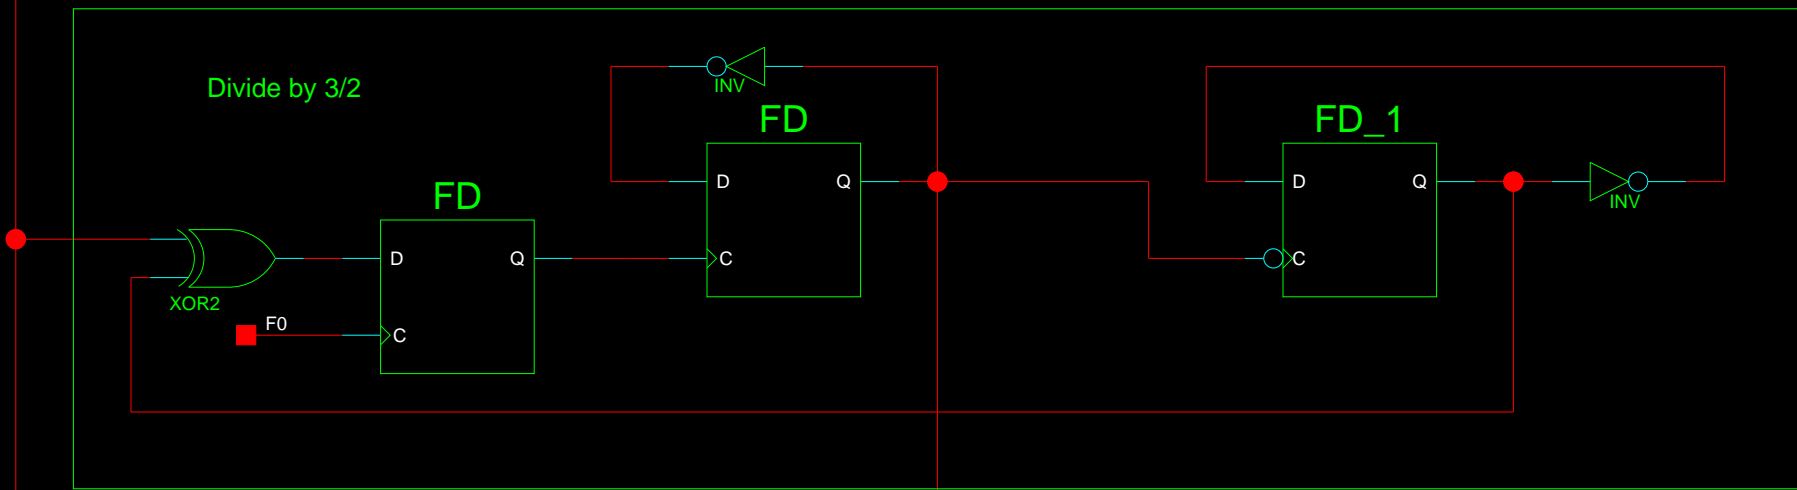 Divide by 3/2
INV
FD
FD_1
D Q
D Q
INV
FD
D Q
C
C
XOR2
F0
C